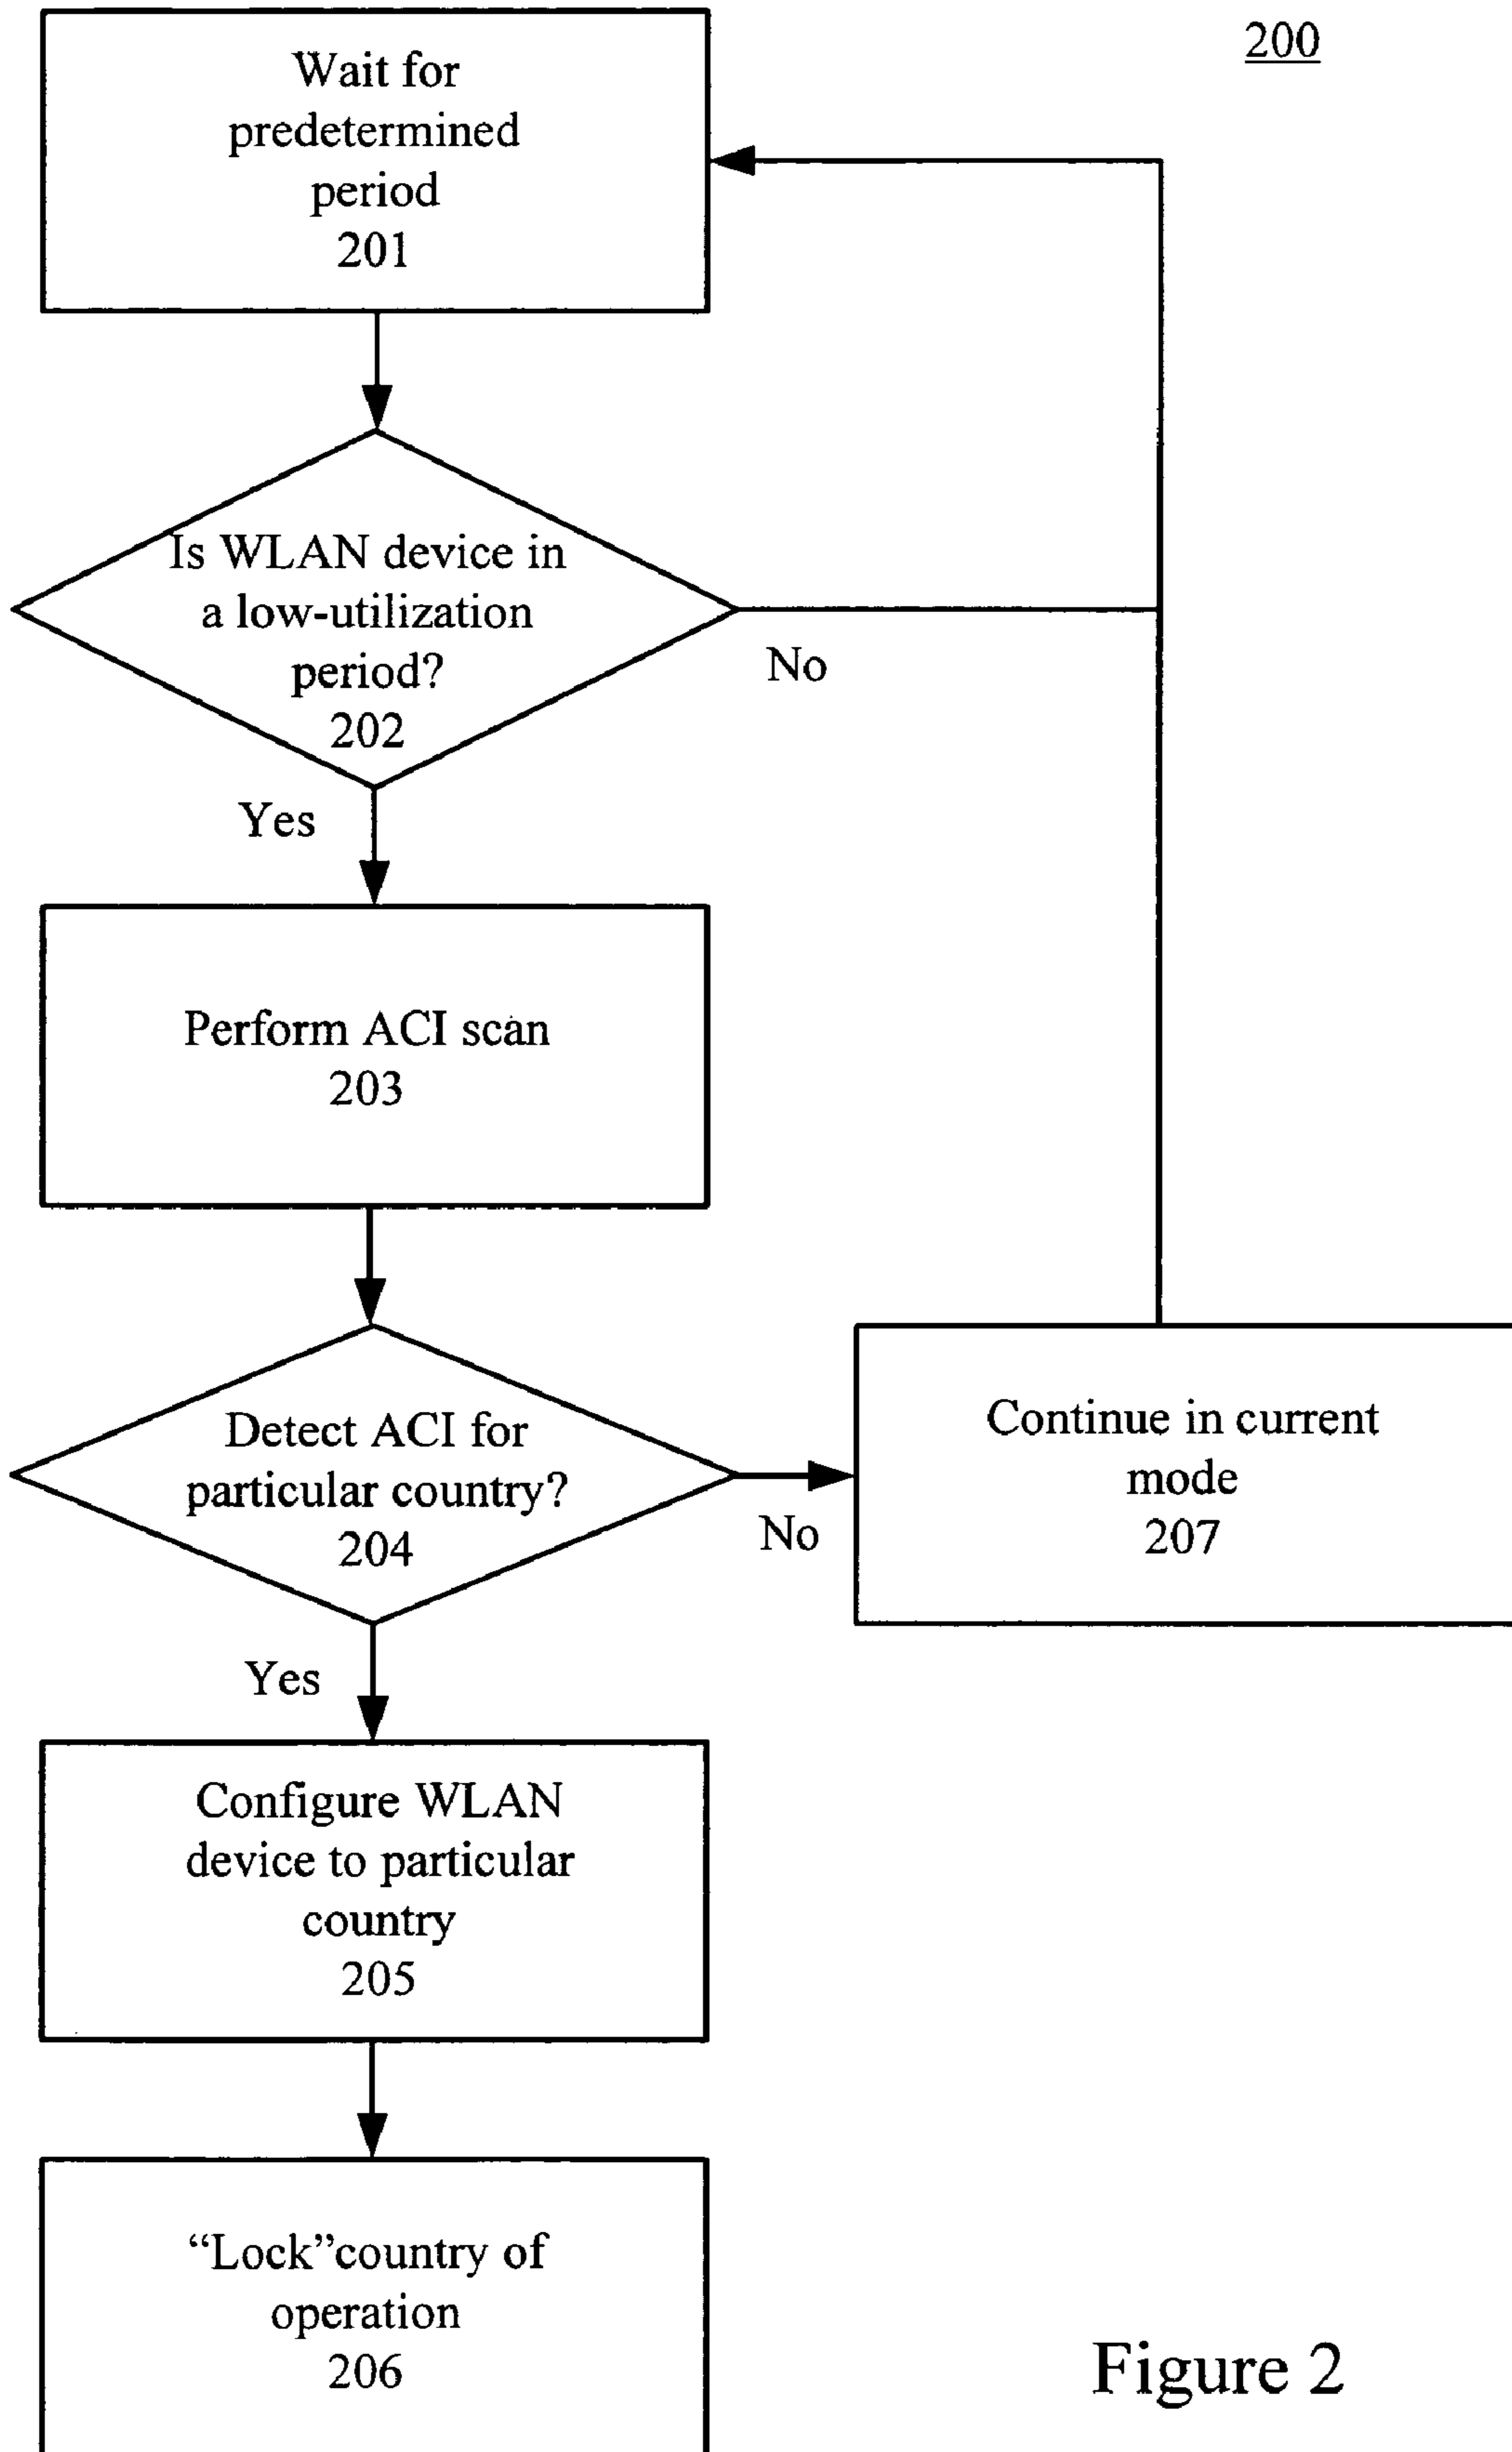 200
Wait for
predetermined
period
201
Is WLAN device in
a low-utilization
period?
202
No
Yes
Perform ACI scan
203
Detect ACI for
particular country?
204
No
Continue in current
mode
207
Yes
Configure WLAN
device to particular
country
205
“Lock”country of
operation
206
Figure 2